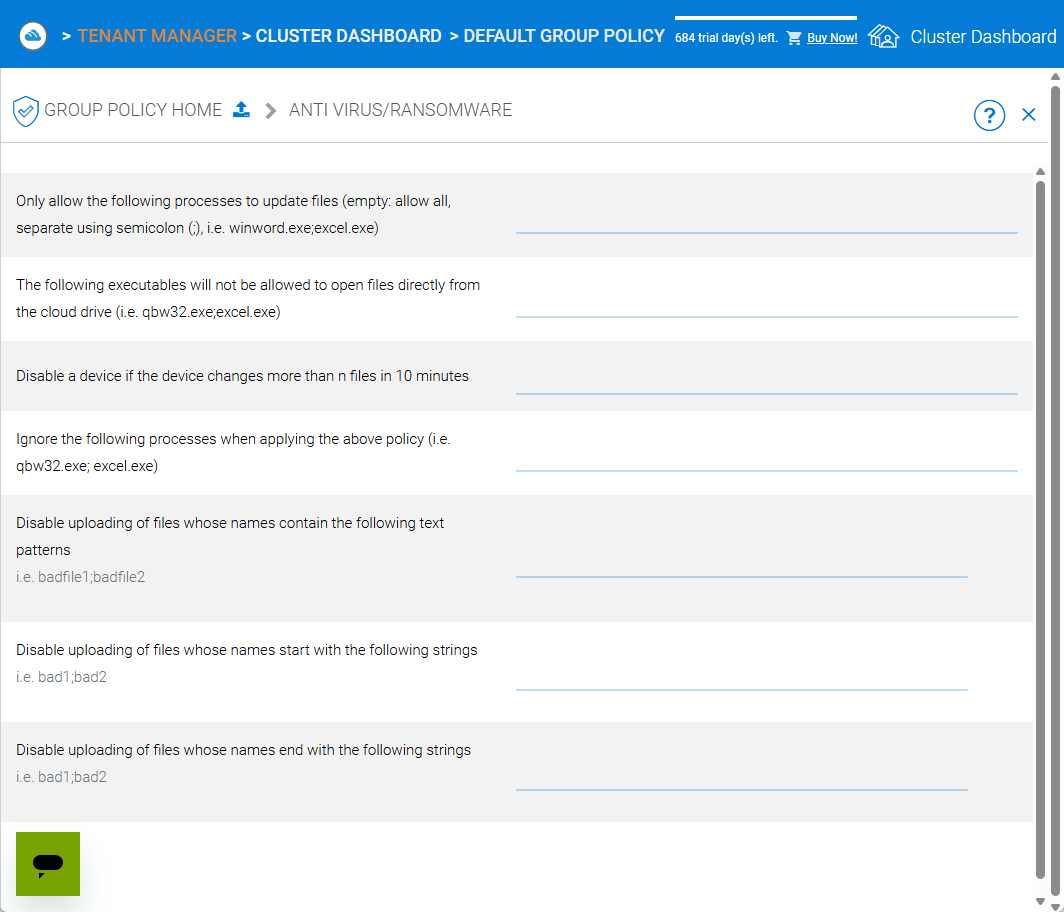 > TENANT MANAGER > CLUSTER DASHBOARD > DEFAULT GROUP POLICY 684 trial day(s) left. Buy Now! Cluster Dashboard
GROUP POLICY HOME ANTI VIRUS/RANSOMWARE ?
Only allow the following processes to update files (empty: allow all,
separate using semicolon (;), i.e. winword.exe;excel.exe)
The following executables will not be allowed to open files directly from
the cloud drive (i.e. qbw32.exe;excel.exe)
Disable a device if the device changes more than n files in 10 minutes
Ignore the following processes when applying the above policy (i.e.
qbw32.exe; excel.exe)
Disable uploading of files whose names contain the following text
patterns
i.e. badfile1;badfile2
Disable uploading of files whose names start with the following strings
i.e. bad1;bad2
Disable uploading of files whose names end with the following strings
i.e. bad1;bad2